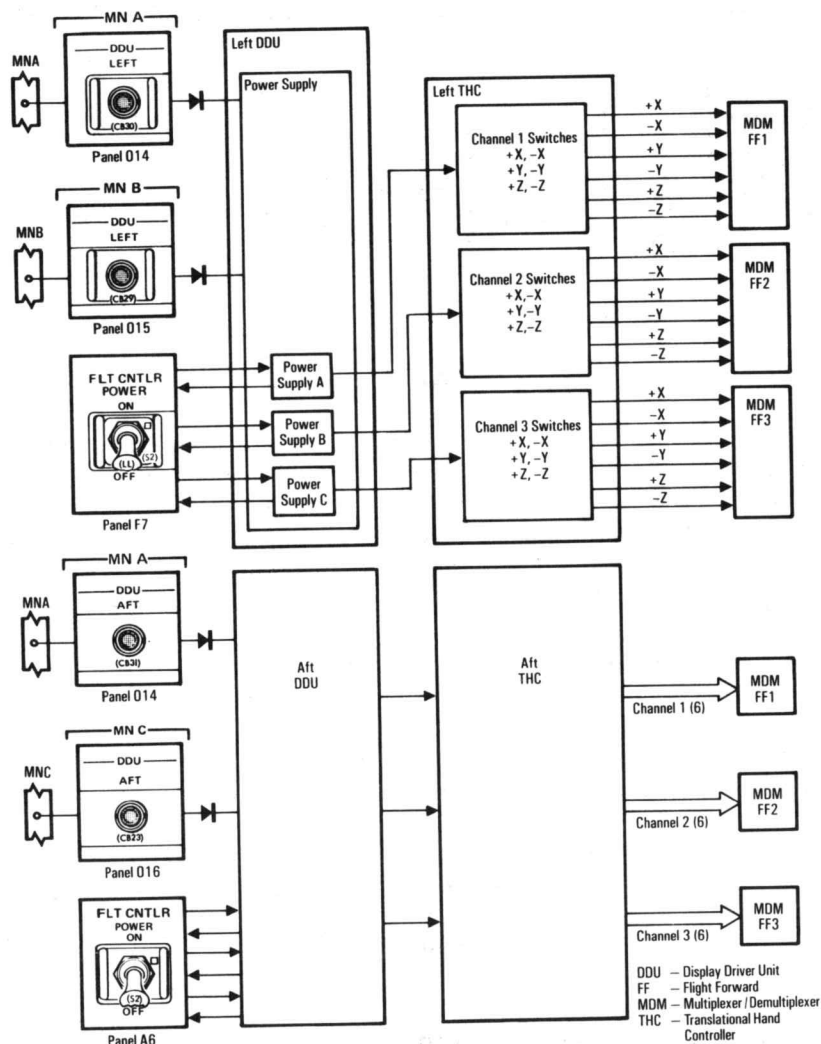 MN A
DDU
LEFT
MNA
(CB30)
Panel O14
MN B
DDU
LEFT
MNB
(CB29)
Panel O15
FLT CNTLR
POWER
ON
(LL) (S2)
OFF
Panel F7
Left DDU
Power Supply
Power
Supply A
Power
Supply B
Power
Supply C
Left THC
Channel 1 Switches
+X, –X
+Y, –Y
+Z, –Z
Channel 2 Switches
+X,–X
+Y,–Y
+Z,–Z
Channel 3 Switches
+X, –X
+Y, –Y
+Z, –Z
+X
–X
+Y
–Y
+Z
–Z
MDM
FF1
+X
–X
+Y
–Y
+Z
–Z
MDM
FF2
+X
–X
+Y
–Y
+Z
–Z
MDM
FF3
MN A
DDU
AFT
MNA
(CB31)
Panel O14
MN C
DDU
AFT
MNC
(CB23)
Panel O16
FLT CNTLR
POWER
ON
(S2)
OFF
Panel A6
Aft
DDU
Aft
THC
Channel 1 (6)
MDM
FF1
Channel 2 (6)
MDM
FF2
Channel 3 (6)
MDM
FF3
DDU – Display Driver Unit
FF – Flight Forward
MDM – Multiplexer/Demultiplexer
THC – Translational Hand
Controller